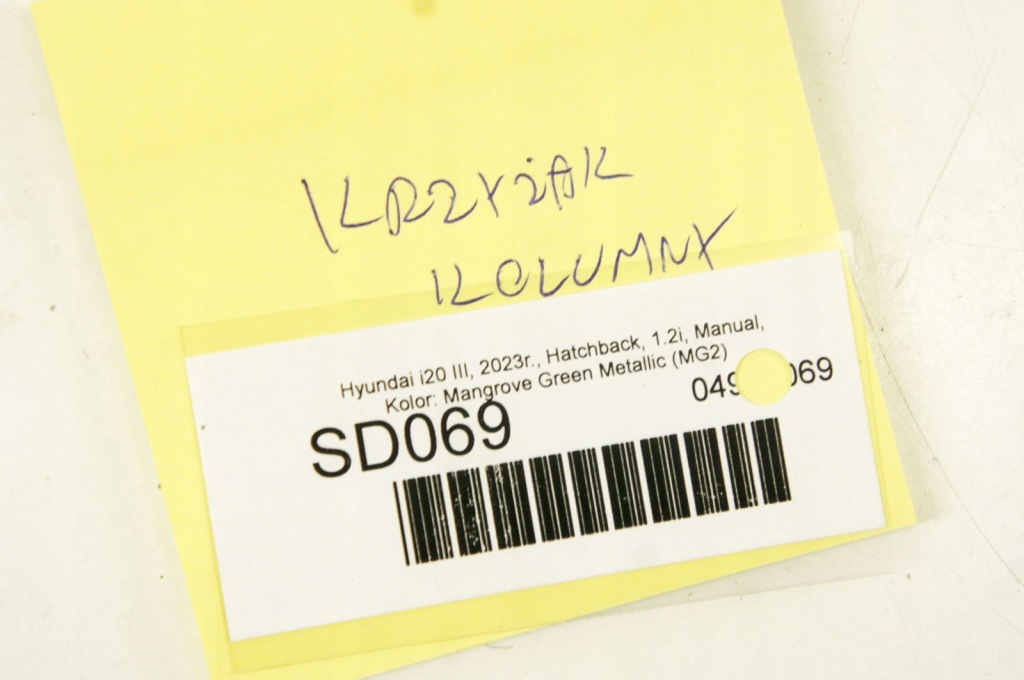 KRZYŻAK
KOLUMNY
Hyundai i20 III, 2023r., Hatchback, 1.2i, Manual,
Kolor: Mangrove Green Metallic (MG2)
SD069